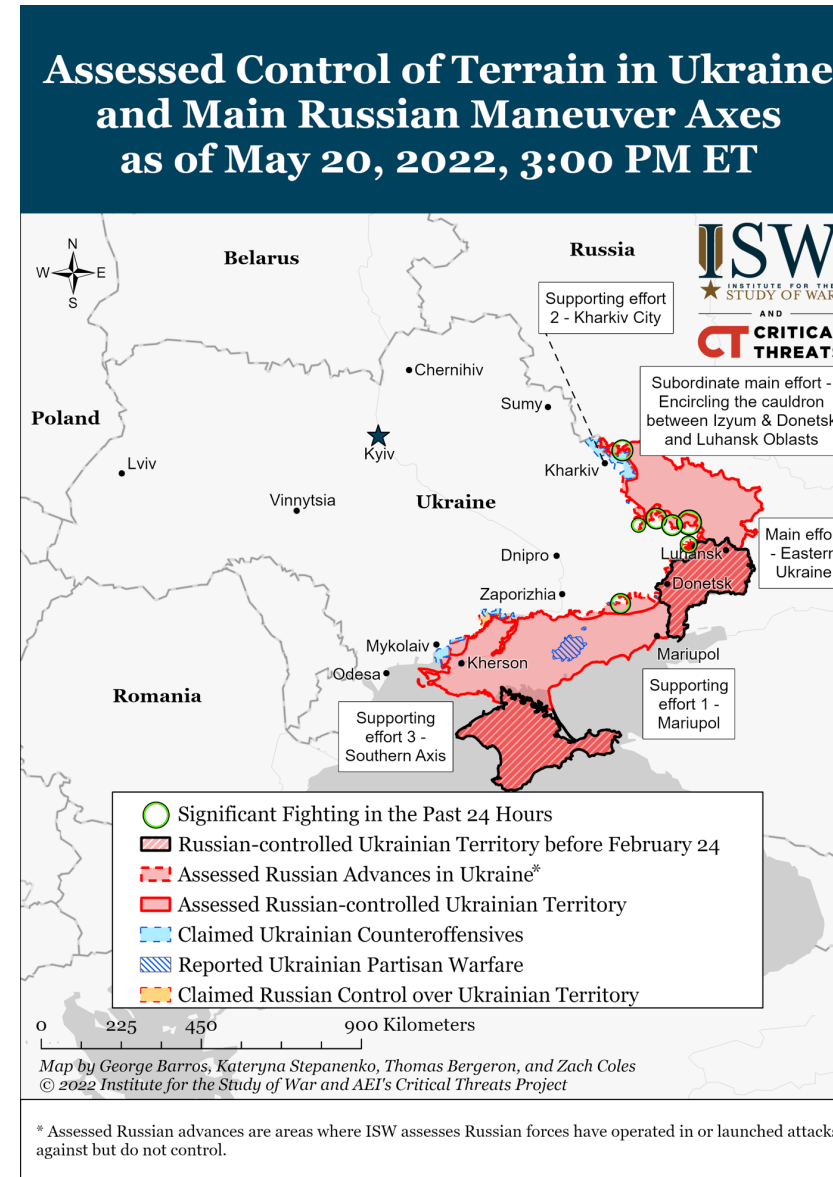 Assessed Control of Terrain in Ukraine
and Main Russian Maneuver Axes
as of May 20, 2022, 3:00 PM ET
N
W
E
S
Belarus
Russia
ISW
INSTITUTE FOR THE
STUDY OF WAR
AND
CT
CRITICA
THREATS
Supporting effort
2 - Kharkiv City
Chernihiv
Subordinate main effort -
Encircling the cauldron
between Izyum & Donetsk
and Luhansk Oblasts
Sumy
Poland
Kyiv
Lviv
Kharkiv
Vinnytsia
Ukraine
Main effo
- Eastern
Ukraine
Dnipro
Luhansk
Donetsk
Zaporizhia
Mykolaiv
Mariupol
Kherson
Odesa
Romania
Supporting
effort 1 -
Mariupol
Supporting
effort 3 -
Southern Axis
Significant Fighting in the Past 24 Hours
Russian-controlled Ukrainian Territory before February 24
Assessed Russian Advances in Ukraine*
Assessed Russian-controlled Ukrainian Territory
Claimed Ukrainian Counteroffensives
Reported Ukrainian Partisan Warfare
Claimed Russian Control over Ukrainian Territory
0 225 450 900 Kilometers
Map by George Barros, Kateryna Stepanenko, Thomas Bergeron, and Zach Coles
© 2022 Institute for the Study of War and AEI's Critical Threats Project
* Assessed Russian advances are areas where ISW assesses Russian forces have operated in or launched attacks
against but do not control.